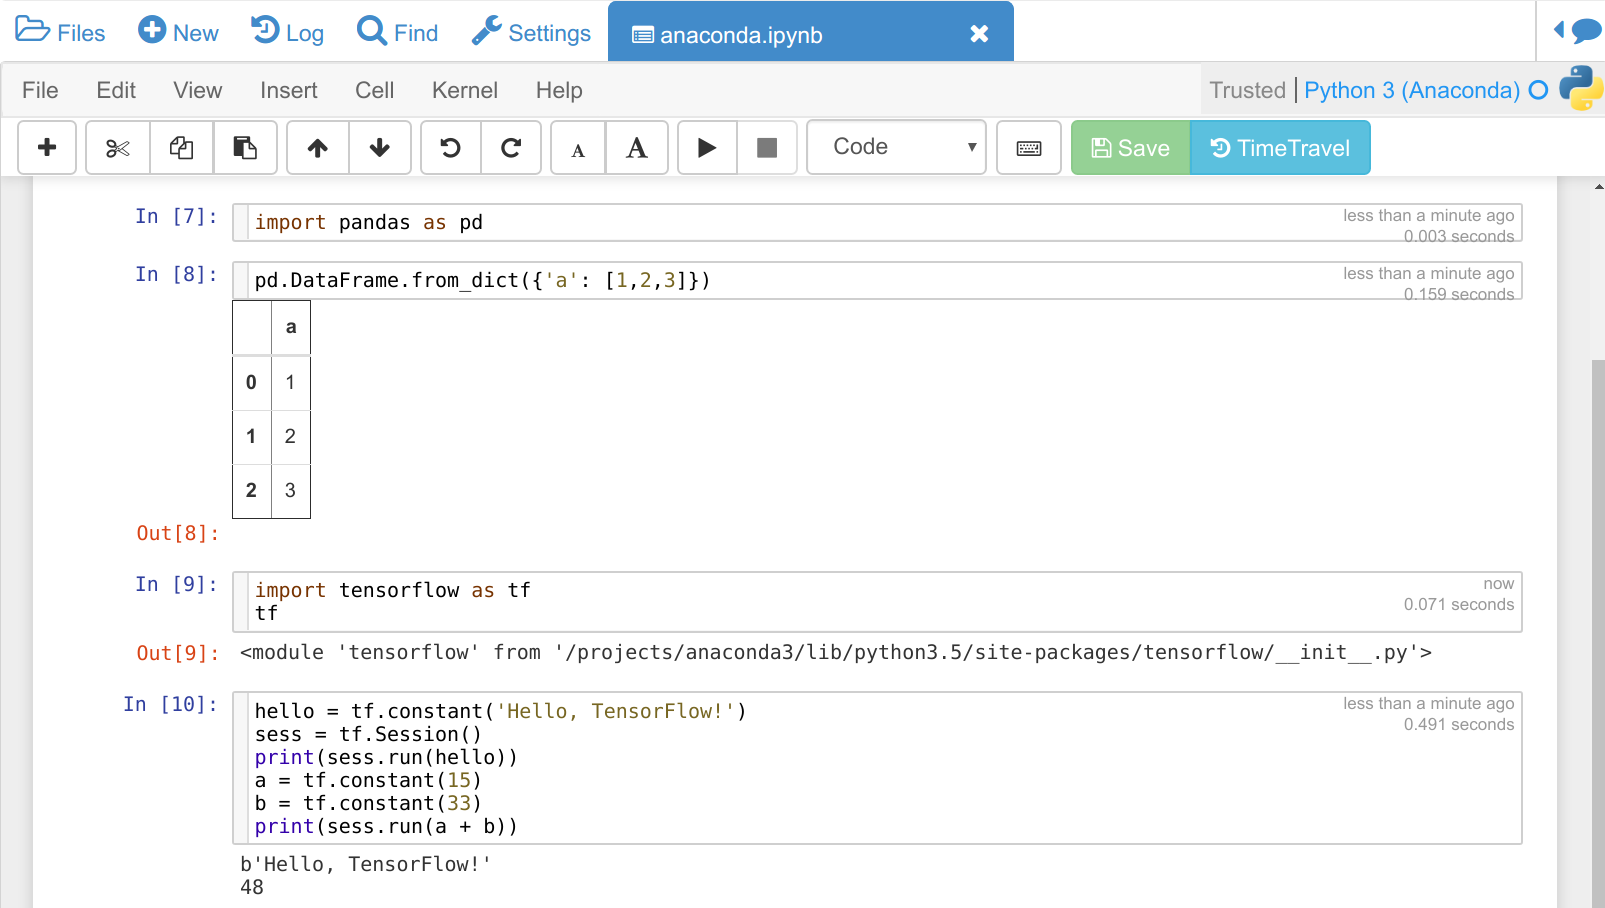 Files New Log Find Settings anaconda.ipynb
File Edit View Insert Cell Kernel Help Trusted | Python 3 (Anaconda)
A A Code Save TimeTravel
In [7]: import pandas as pd less than a minute ago
0.003 seconds
In [8]: pd.DataFrame.from_dict({'a': [1,2,3]}) less than a minute ago
0.159 seconds
a
0 1
1 2
2 3
Out[8]:
In [9]: import tensorflow as tf now
tf 0.071 seconds
Out[9]: <module 'tensorflow' from '/projects/anaconda3/lib/python3.5/site-packages/tensorflow/__init__.py'>
In [10]: hello = tf.constant('Hello, TensorFlow!') less than a minute ago
sess = tf.Session() 0.491 seconds
print(sess.run(hello))
a = tf.constant(15)
b = tf.constant(33)
print(sess.run(a + b))
b'Hello, TensorFlow!'
48